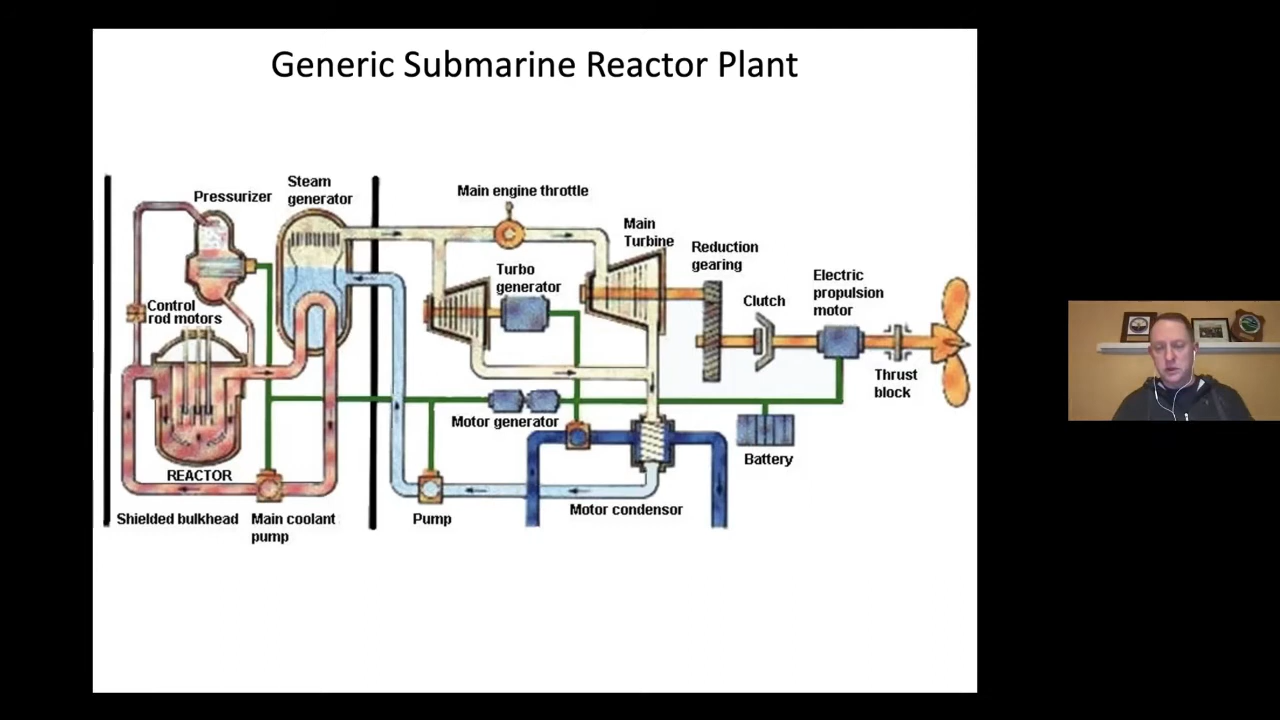 Generic Submarine Reactor Plant
Steam
generator
Pressurizer
Main engine throttle
Main
Turbine
Reduction
gearing
Turbo
generator
Electric
propulsion
motor
Clutch
Control
rod motors
Thrust
block
Motor generator
Battery
REACTOR
Motor condensor
Shielded bulkhead
Main coolant
pump
Pump